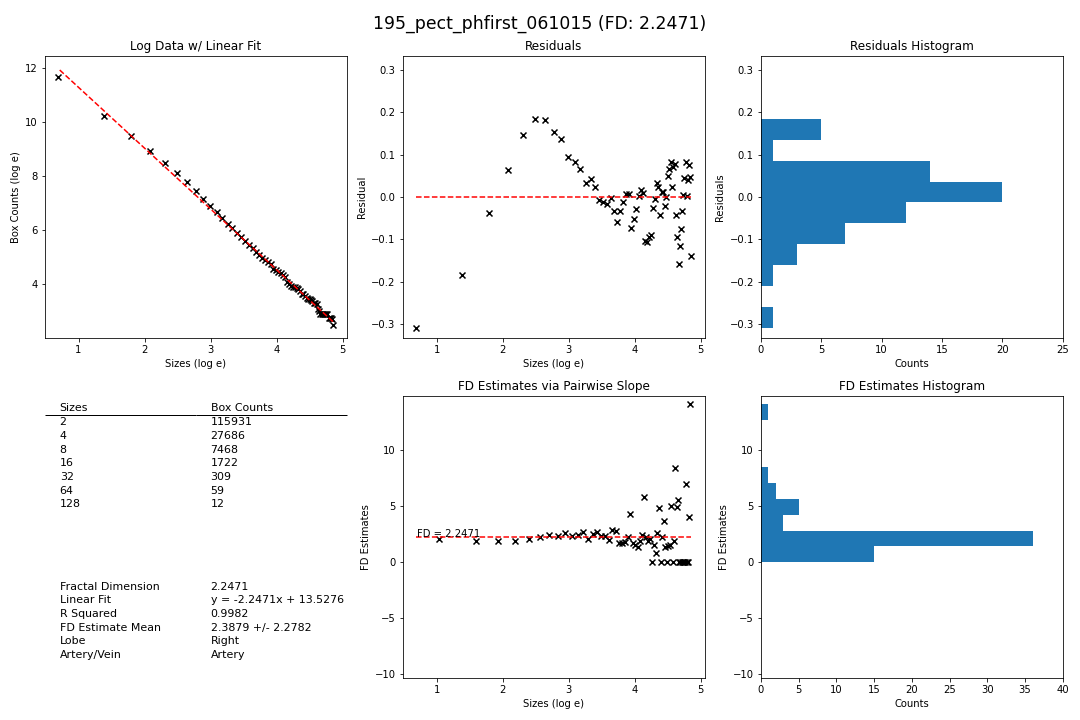 195_pect_phfirst_061015 (FD: 2.2471)
Log Data w/ Linear Fit
Box Counts (log e)
12
10
8
6
4
1 2 3 4 5
Sizes (log e)
Residuals
Residual
0.3
0.2
0.1
0.0
−0.1
−0.2
−0.3
1 2 3 4 5
Sizes (log e)
Residuals Histogram
Residuals
0.3
0.2
0.1
0.0
−0.1
−0.2
−0.3
0 5 10 15 20 25
Counts
Sizes Box Counts
2 115931
4 27686
8 7468
16 1722
32 309
64 59
128 12
Fractal Dimension 2.2471
Linear Fit y = -2.2471x + 13.5276
R Squared 0.9982
FD Estimate Mean 2.3879 +/- 2.2782
Lobe Right
Artery/Vein Artery
FD Estimates via Pairwise Slope
FD Estimates
10
5
0
−5
−10
FD = 2.2471
1 2 3 4 5
Sizes (log e)
FD Estimates Histogram
FD Estimates
10
5
0
−5
−10
0 5 10 15 20 25 30 35 40
Counts